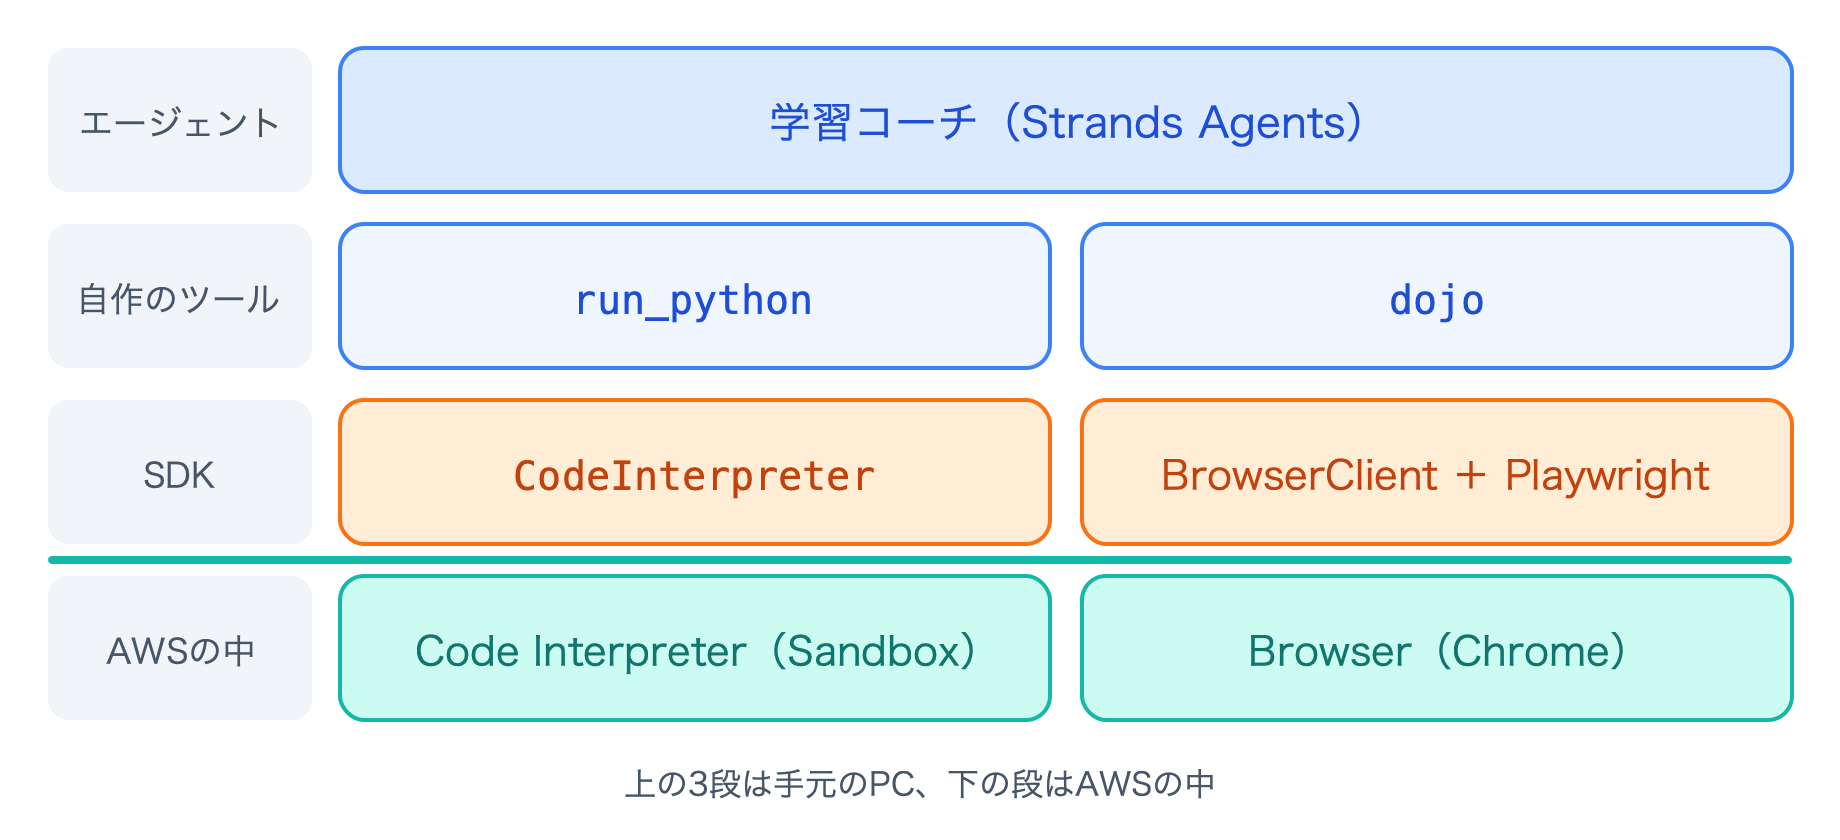 エージェント
学習コーチ（Strands Agents）
自作のツール
run_python
dojo
SDK
CodeInterpreter
BrowserClient + Playwright
AWSの中
Code Interpreter（Sandbox）
Browser（Chrome）
上の3段は手元のPC、下の段はAWSの中